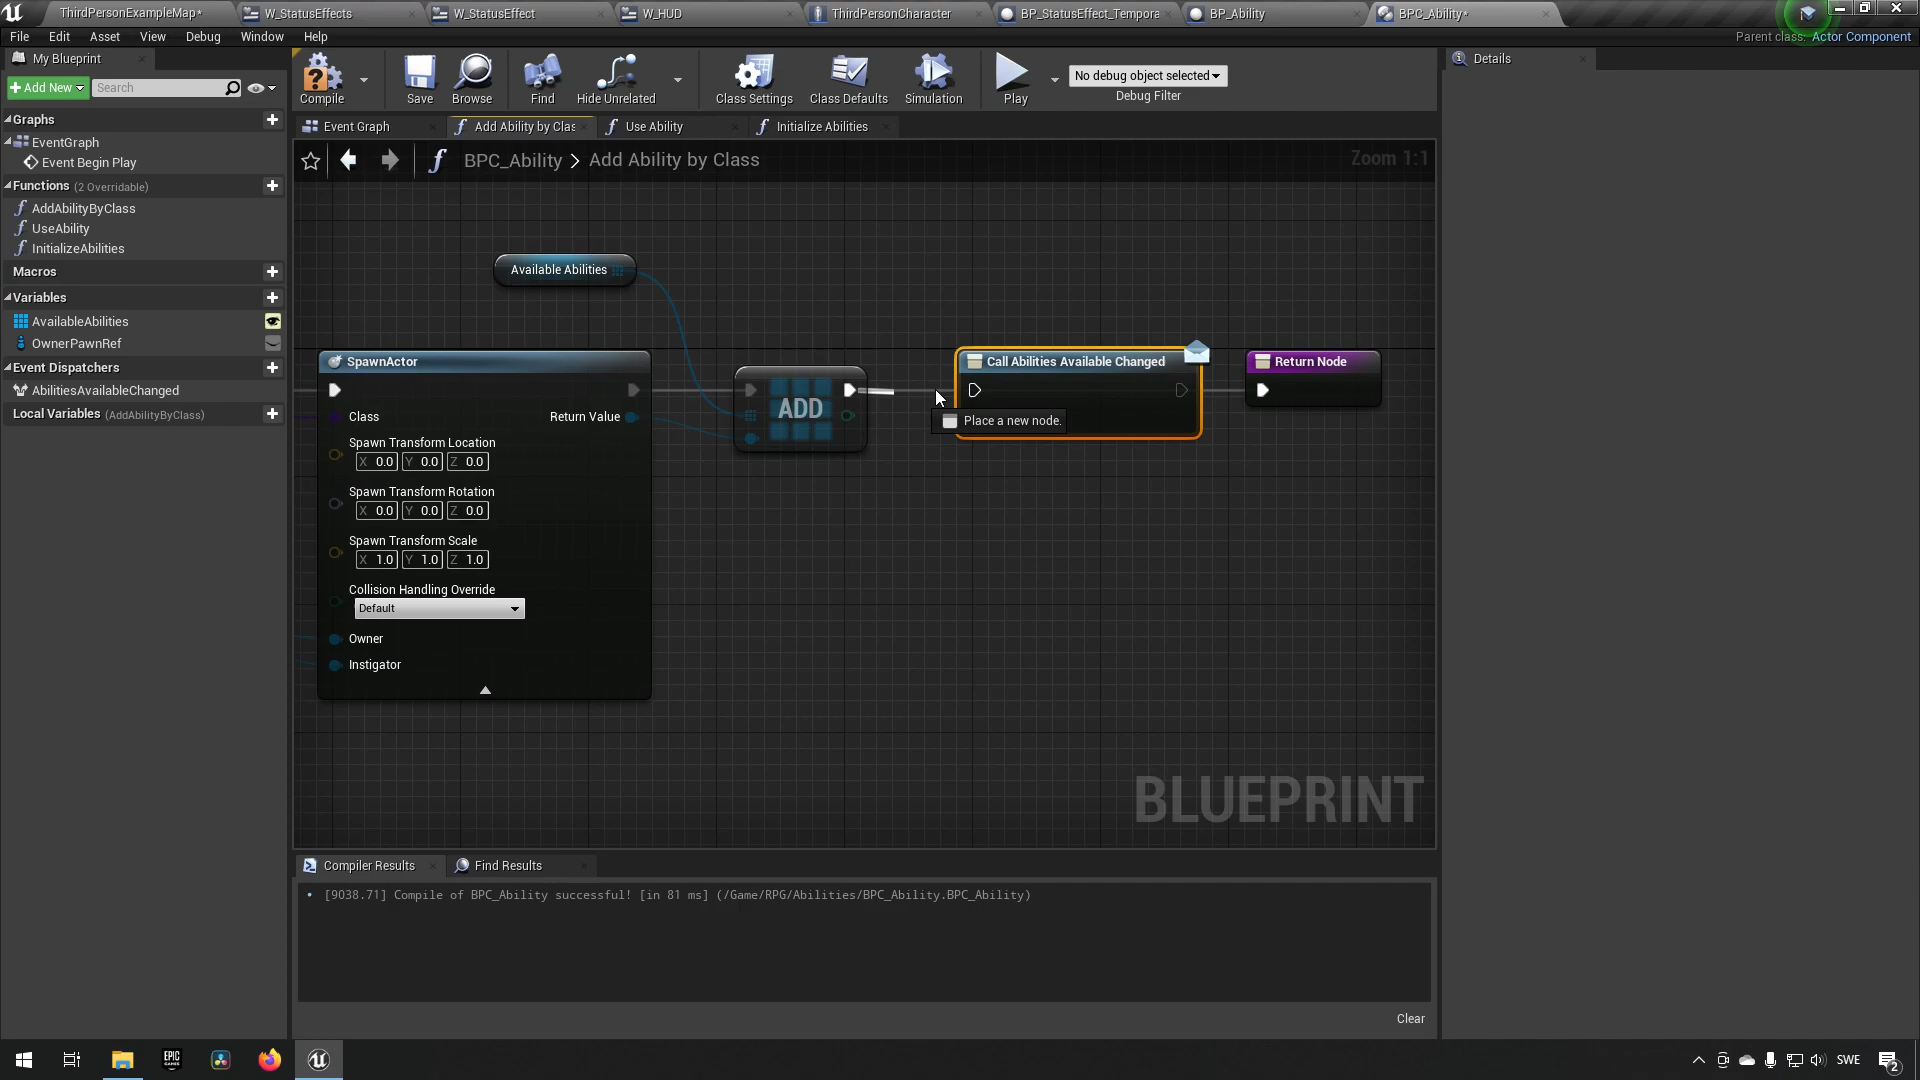 ThirdPersonExampleMap*
W_StatusEffects
W_StatusEffect
W_HUD
ThirdPersonCharacter
BP_StatusEffect_Tempora
BP_Ability
BPC_Ability*
File Edit Asset View Debug Window Help
Parent class: Actor Component
My Blueprint
Add New
Search
Compile
Save
Browse
Find
Hide Unrelated
Class Settings
Class Defaults
Simulation
Play
No debug object selected
Debug Filter
Details
Graphs
EventGraph
Event Begin Play
Functions (2 Overridable)
AddAbilityByClass
UseAbility
InitializeAbilities
Macros
Variables
AvailableAbilities
OwnerPawnRef
Event Dispatchers
AbilitiesAvailableChanged
Local Variables (AddAbilityByClass)
Event Graph
Add Ability by Clas
Use Ability
Initialize Abilities
BPC_Ability > Add Ability by Class
Zoom 1:1
Available Abilities
SpawnActor
Class
Return Value
Spawn Transform Location
X 0.0 Y 0.0 Z 0.0
Spawn Transform Rotation
X 0.0 Y 0.0 Z 0.0
Spawn Transform Scale
X 1.0 Y 1.0 Z 1.0
Collision Handling Override
Default
Owner
Instigator
ADD
Call Abilities Available Changed
Place a new node.
Return Node
BLUEPRINT
Compiler Results
Find Results
[9038.71] Compile of BPC_Ability successful! [in 81 ms] (/Game/RPG/Abilities/BPC_Ability.BPC_Ability)
Clear
EPIC GAMES
SWE
2